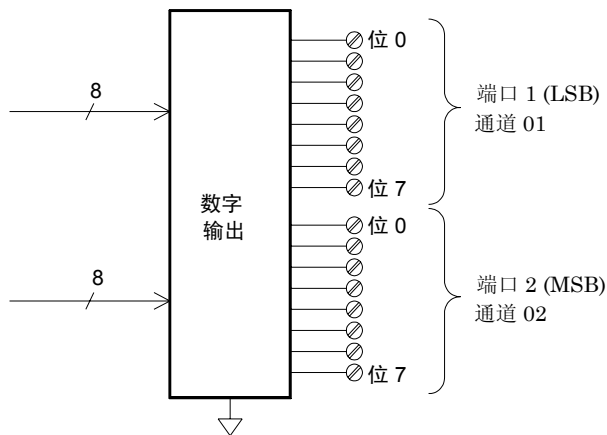 位 0
8
端口 1 (LSB)
通道 01
位 7
数字
输出
位 0
8
端口 2 (MSB)
通道 02
位 7